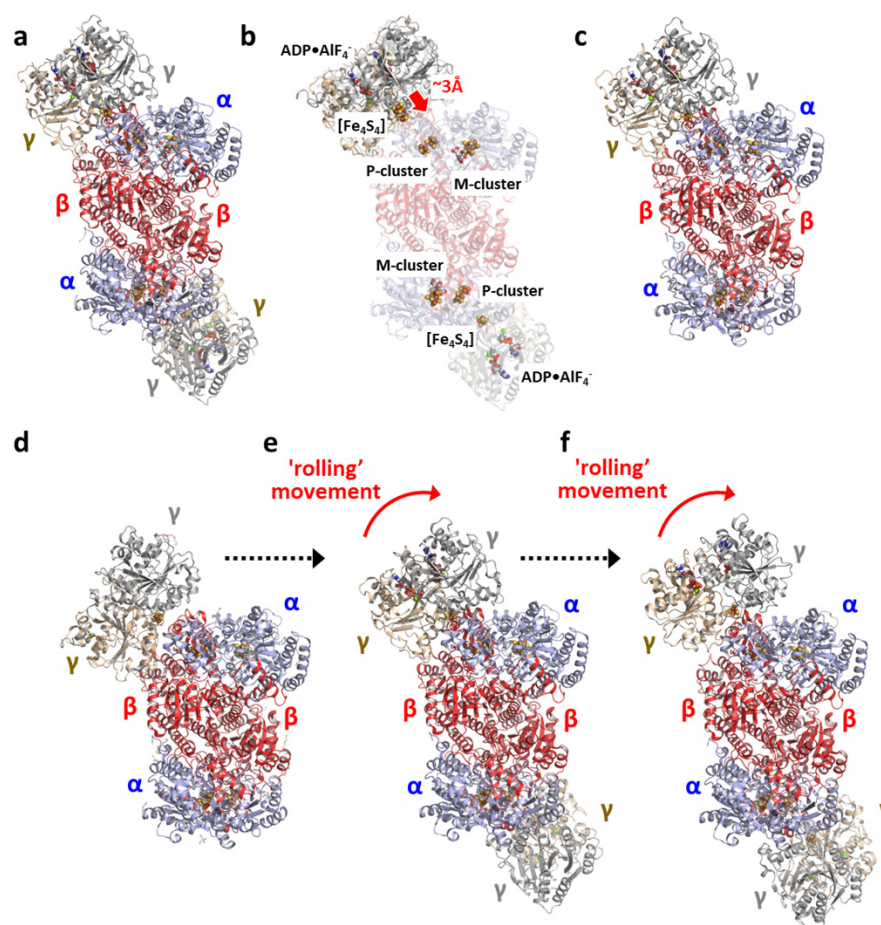 a
γ
α
γ
β
β
α
γ
γ
b
ADP•AlF₄⁻
~3Å
[Fe₄S₄]
P-cluster
M-cluster
M-cluster
P-cluster
[Fe₄S₄]
ADP•AlF₄⁻
c
γ
α
γ
β
β
α
d
γ
α
γ
β
β
α
e
'rolling'
movement
γ
α
γ
β
β
α
γ
γ
f
'rolling'
movement
γ
α
γ
β
β
α
γ
γ